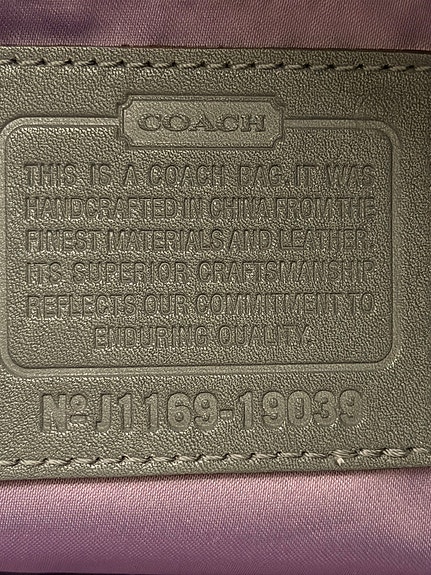 COACH
THIS IS A COACH BAG. IT WAS
HANDCRAFTED IN CHINA FROM THE
FINEST MATERIALS AND LEATHER.
ITS SUPERIOR CRAFTSMANSHIP
REFLECTS OUR COMMITMENT TO
ENDURING QUALITY.
Nº J1169-19039